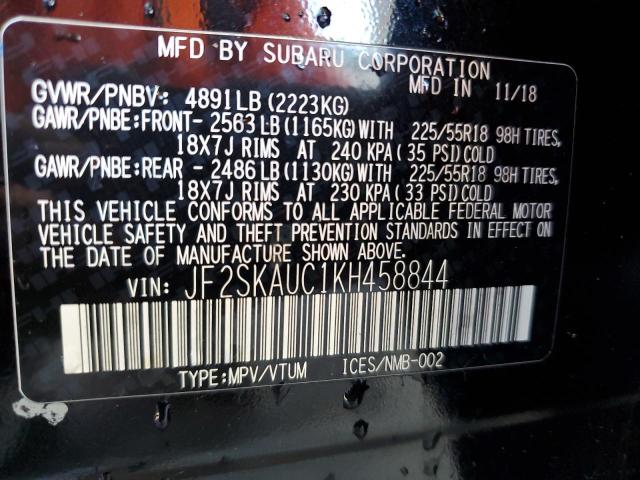 MFD BY SUBARU CORPORATION
MFD IN 11/18
GVWR/PNBV: 4891LB (2223KG)
GAWR/PNBE:FRONT- 2563LB (1165KG)WITH 225/55R18 98H TIRES,
18X7J RIMS AT 240 KPA(35 PSI)COLD
GAWR/PNBE:REAR - 2486LB (1130KG)WITH 225/55R18 98H TIRES,
18X7J RIMS AT 230 KPA(33 PSI)COLD
THIS VEHICLE CONFORMS TO ALL APPLICABLE FEDERAL MOTOR
VEHICLE SAFETY AND THEFT PREVENTION STANDARDS IN EFFECT ON
THE DATE OF MANUFACTURE SHOWN ABOVE.
VIN: JF2SKAUC1KH458844
TYPE:MPV/VTUM ICES/NMB-002